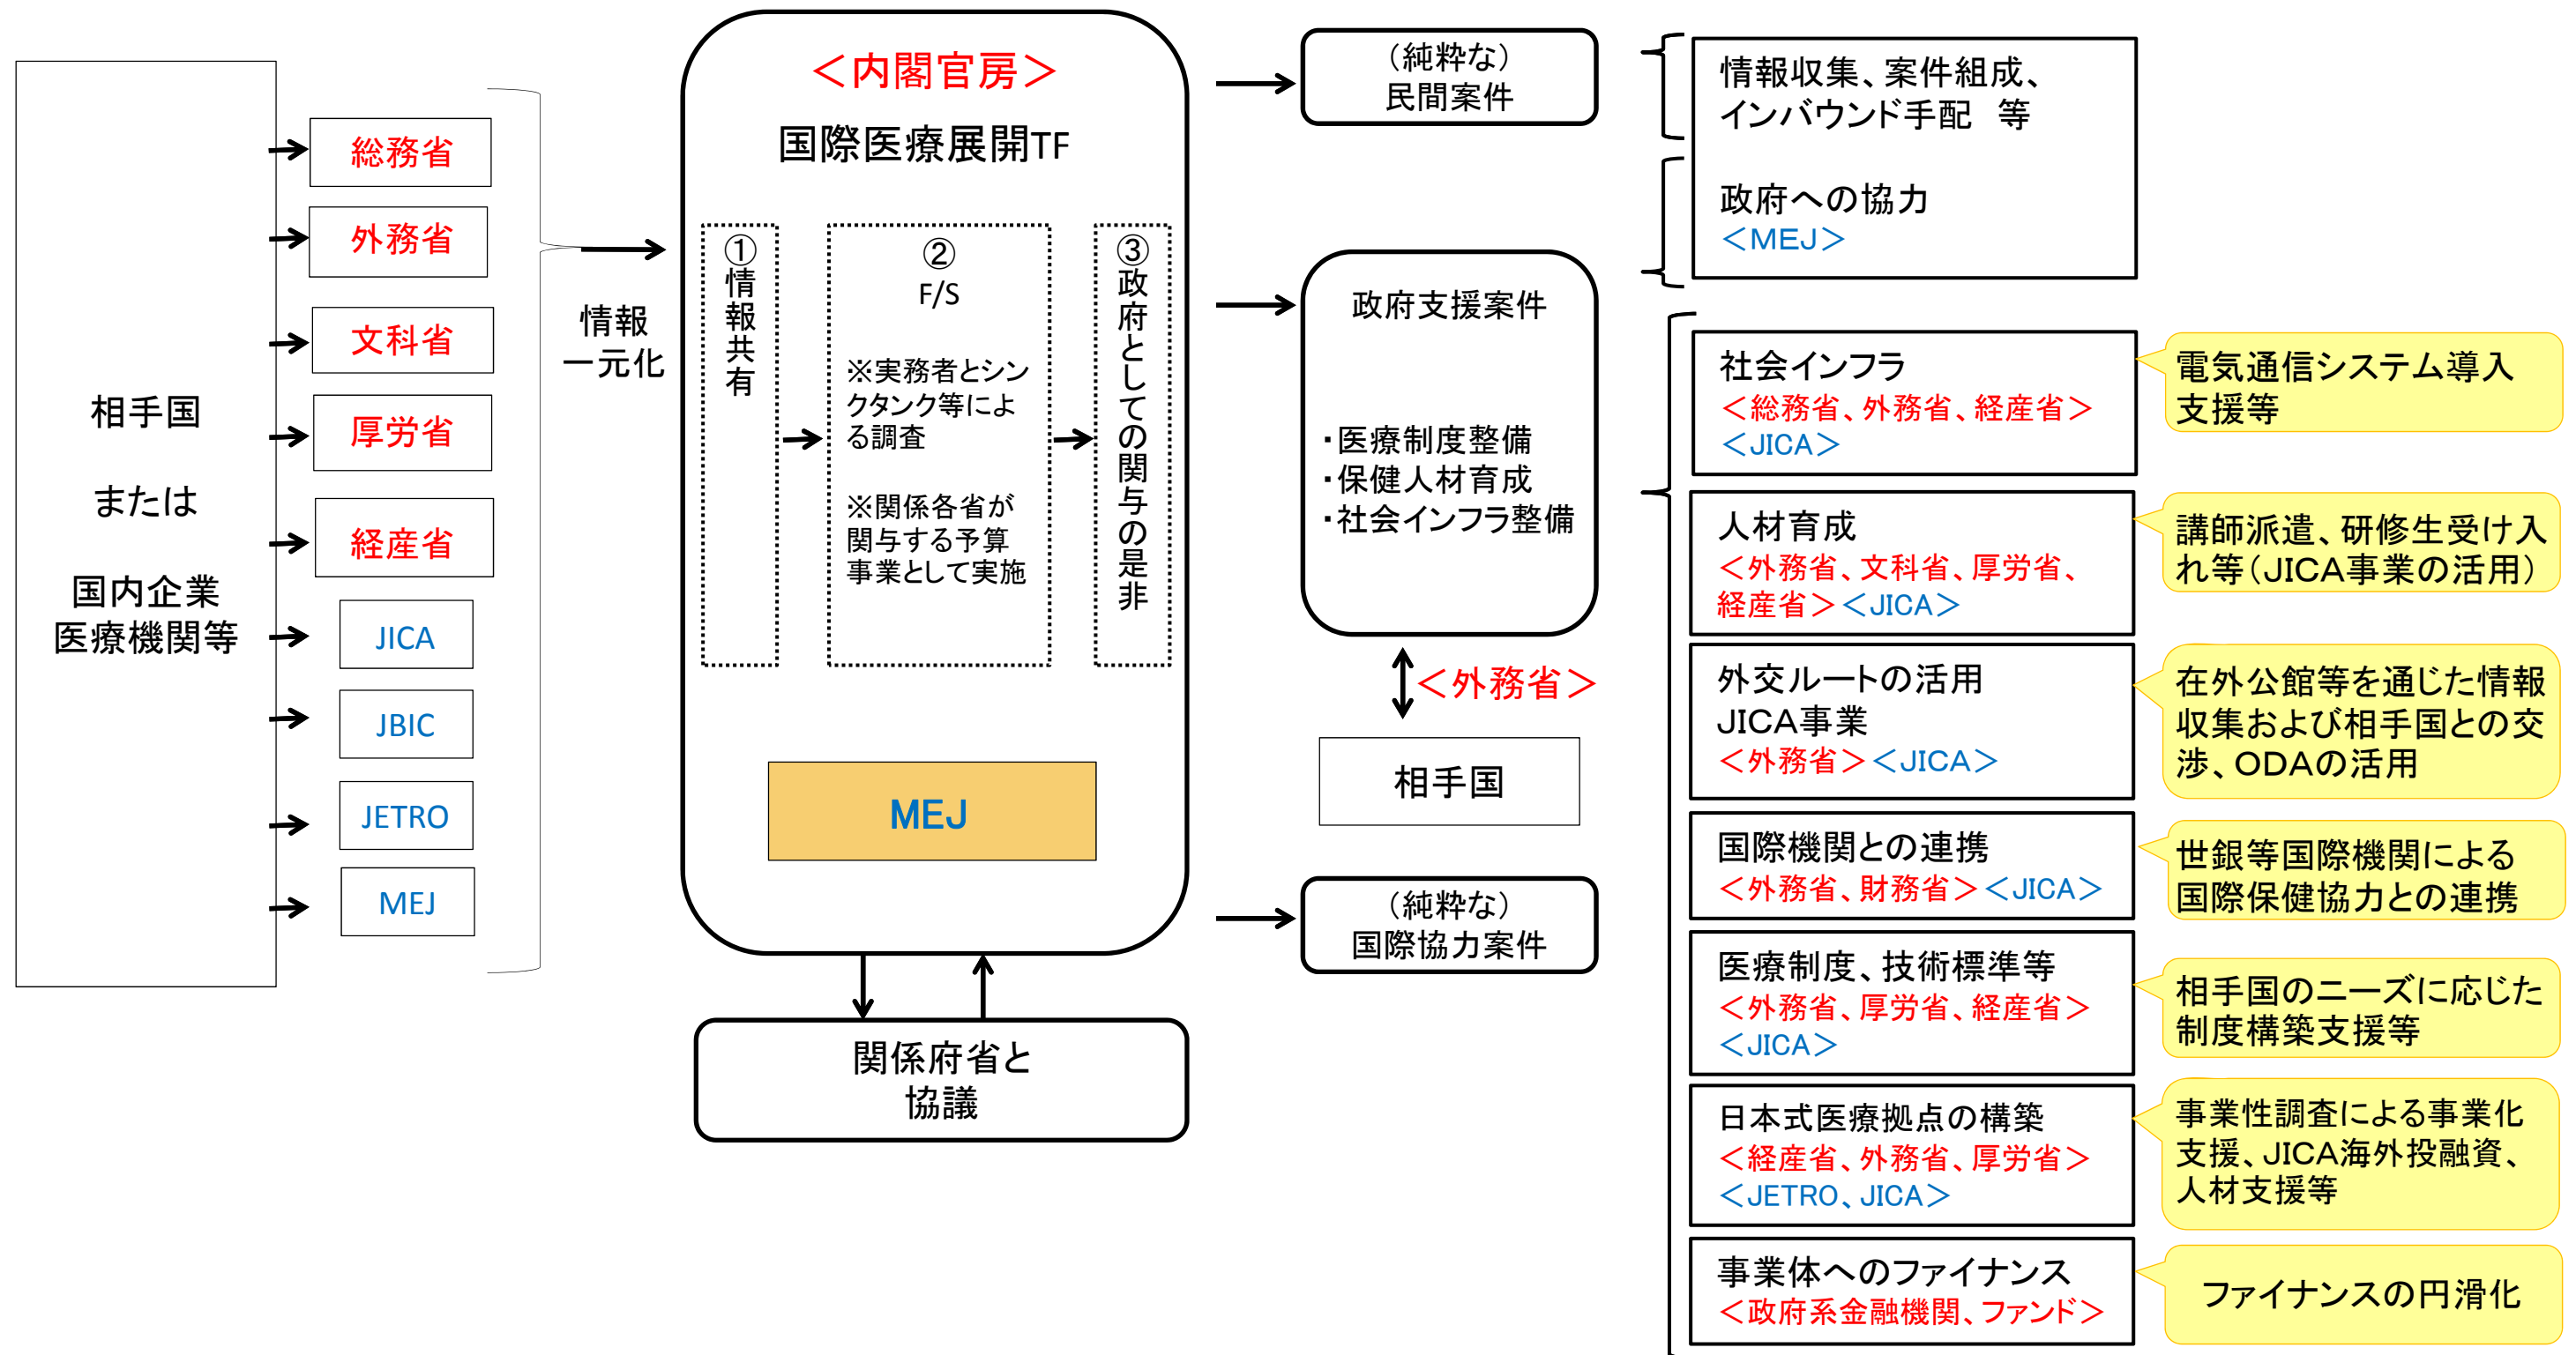 相手国
または
国内企業
医療機関等
総務省
外務省
文科省
厚労省
経産省
JICA
JBIC
JETRO
MEJ
情報
一元化
＜内閣官房＞
国際医療展開TF
①情報共有
②
F/S
※実務者とシン
クタンク等によ
る調査
※関係各省が
関与する予算
事業として実施
③政府としての関与の是非
MEJ
関係府省と
協議
（純粋な）
民間案件
政府支援案件
・医療制度整備
・保健人材育成
・社会インフラ整備
＜外務省＞
相手国
（純粋な）
国際協力案件
情報収集、案件組成、
インバウンド手配　等
政府への協力
＜ＭＥＪ＞
社会インフラ
＜総務省、外務省、経産省＞
＜JICA＞
電気通信システム導入
支援等
人材育成
＜外務省、文科省、厚労省、
経産省＞＜JICA＞
講師派遣、研修生受け入
れ等（JICA事業の活用）
外交ルートの活用
JICA事業
＜外務省＞＜JICA＞
在外公館等を通じた情報
収集および相手国との交
渉、ODAの活用
国際機関との連携
＜外務省、財務省＞＜JICA＞
世銀等国際機関による
国際保健協力との連携
医療制度、技術標準等
＜外務省、厚労省、経産省＞
＜JICA＞
相手国のニーズに応じた
制度構築支援等
日本式医療拠点の構築
＜経産省、外務省、厚労省＞
＜JETRO、JICA＞
事業性調査による事業化
支援、JICA海外投融資、
人材支援等
事業体へのファイナンス
＜政府系金融機関、ファンド＞
ファイナンスの円滑化